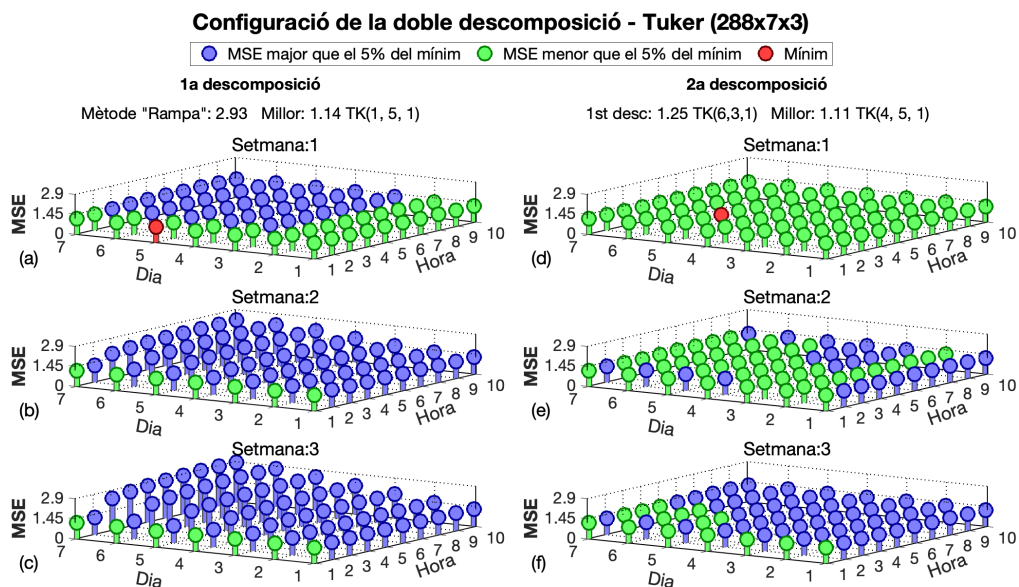 Configuració de la doble descomposició - Tuker (288x7x3)
MSE major que el 5% del mínim MSE menor que el 5% del mínim Mínim
1a descomposició
Mètode "Rampa": 2.93 Millor: 1.14 TK(1, 5, 1)
Setmana:1
MSE
2.9
1.45
0
7 6 5 4 3 2 1
Dia
1 2 3 4 5 6 7 8 9 10
Hora
(a)
Setmana:2
MSE
2.9
1.45
0
7 6 5 4 3 2 1
Dia
1 2 3 4 5 6 7 8 9 10
Hora
(b)
Setmana:3
MSE
2.9
1.45
0
7 6 5 4 3 2 1
Dia
1 2 3 4 5 6 7 8 9 10
Hora
(c)
2a descomposició
1st desc: 1.25 TK(6,3,1) Millor: 1.11 TK(4, 5, 1)
Setmana:1
MSE
2.9
1.45
0
7 6 5 4 3 2 1
Dia
1 2 3 4 5 6 7 8 9 10
Hora
(d)
Setmana:2
MSE
2.9
1.45
0
7 6 5 4 3 2 1
Dia
1 2 3 4 5 6 7 8 9 10
Hora
(e)
Setmana:3
MSE
2.9
1.45
0
7 6 5 4 3 2 1
Dia
1 2 3 4 5 6 7 8 9 10
Hora
(f)